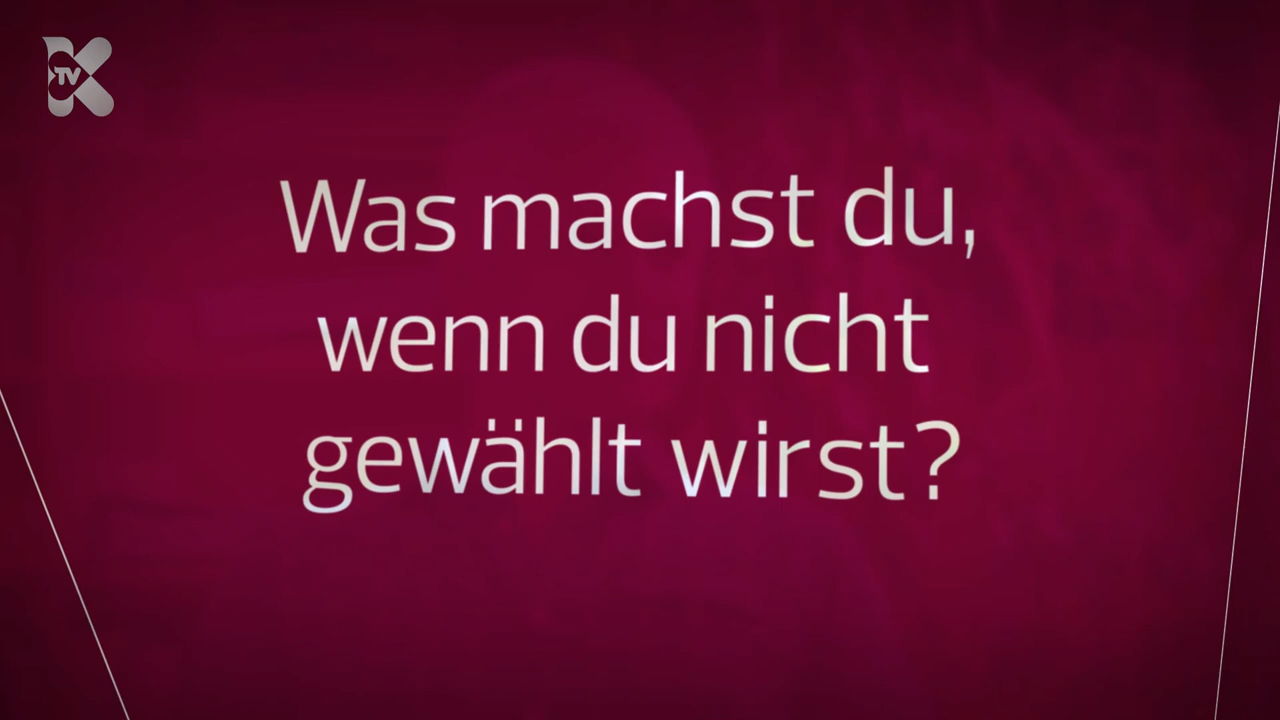 K
TV
Was machst du,
wenn du nicht
gewählt wirst?